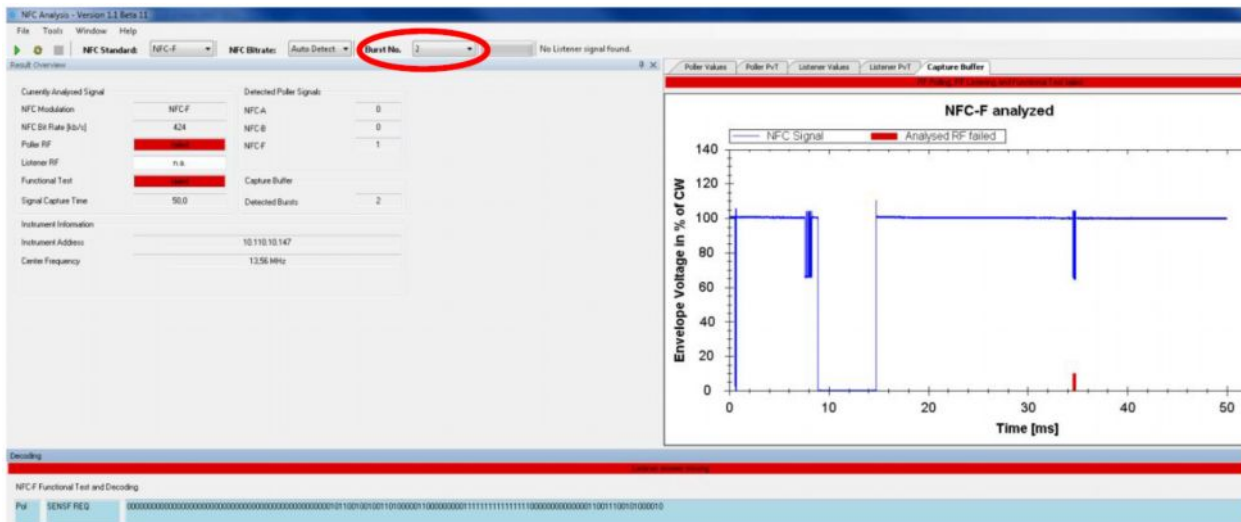 NFC Analysis - Version 1.1 Beta 11
File Tools Window Help
NFC Standard: NFC-F NFC Bitrate: Auto Detect. Burst No. 2 No Listener signal found.
Result Overview
Poller Values Poller PvT Listener Values Listener PvT Capture Buffer
Currently Analysed Signal Detected Poller Signals
NFC Modulation NFC-F NFC-A 0
NFC Bit Rate [kb/s] 424 NFC-B 0
Poller RF NFC-F 1
Listener RF n.a.
Functional Test Capture Buffer
Signal Capture Time 50,0 Detected Bursts 2
Instrument Information
Instrument Address 10.110.10.147
Center Frequency 13,56 MHz
NFC-F analyzed
NFC Signal Analysed RF failed
Envelope Voltage in % of CW
140
120
100
80
60
40
20
0
0 10 20 30 40 50
Time [ms]
Decoding
NFC-F Functional Test and Decoding
Pol SENSF REQ